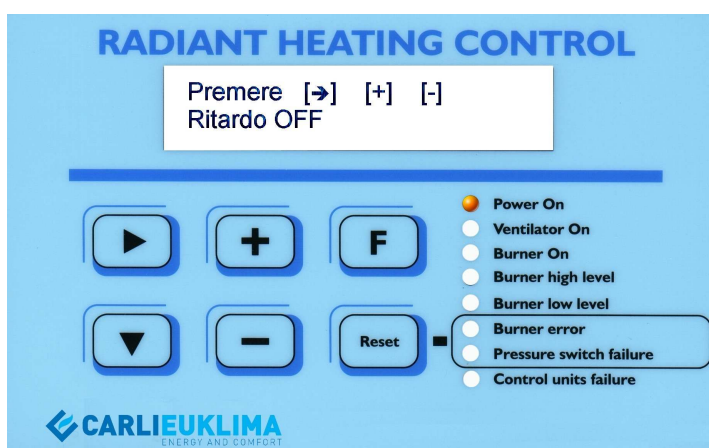 RADIANT HEATING CONTROL
Premere [➔] [+] [-]
Ritardo OFF
F
Reset
Power On
Ventilator On
Burner On
Burner high level
Burner low level
Burner error
Pressure switch failure
Control units failure
CARLIEUKLIMA
ENERGY AND COMFORT